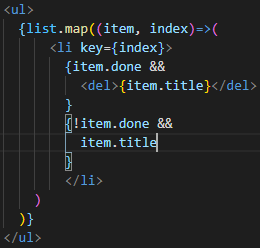 <ul>
{list.map((item, index)=>(
<li key={index}>
{item.done &&
<del>{item.title}</del>
}
{!item.done &&
item.title
}
</li>
)
)}
</ul>